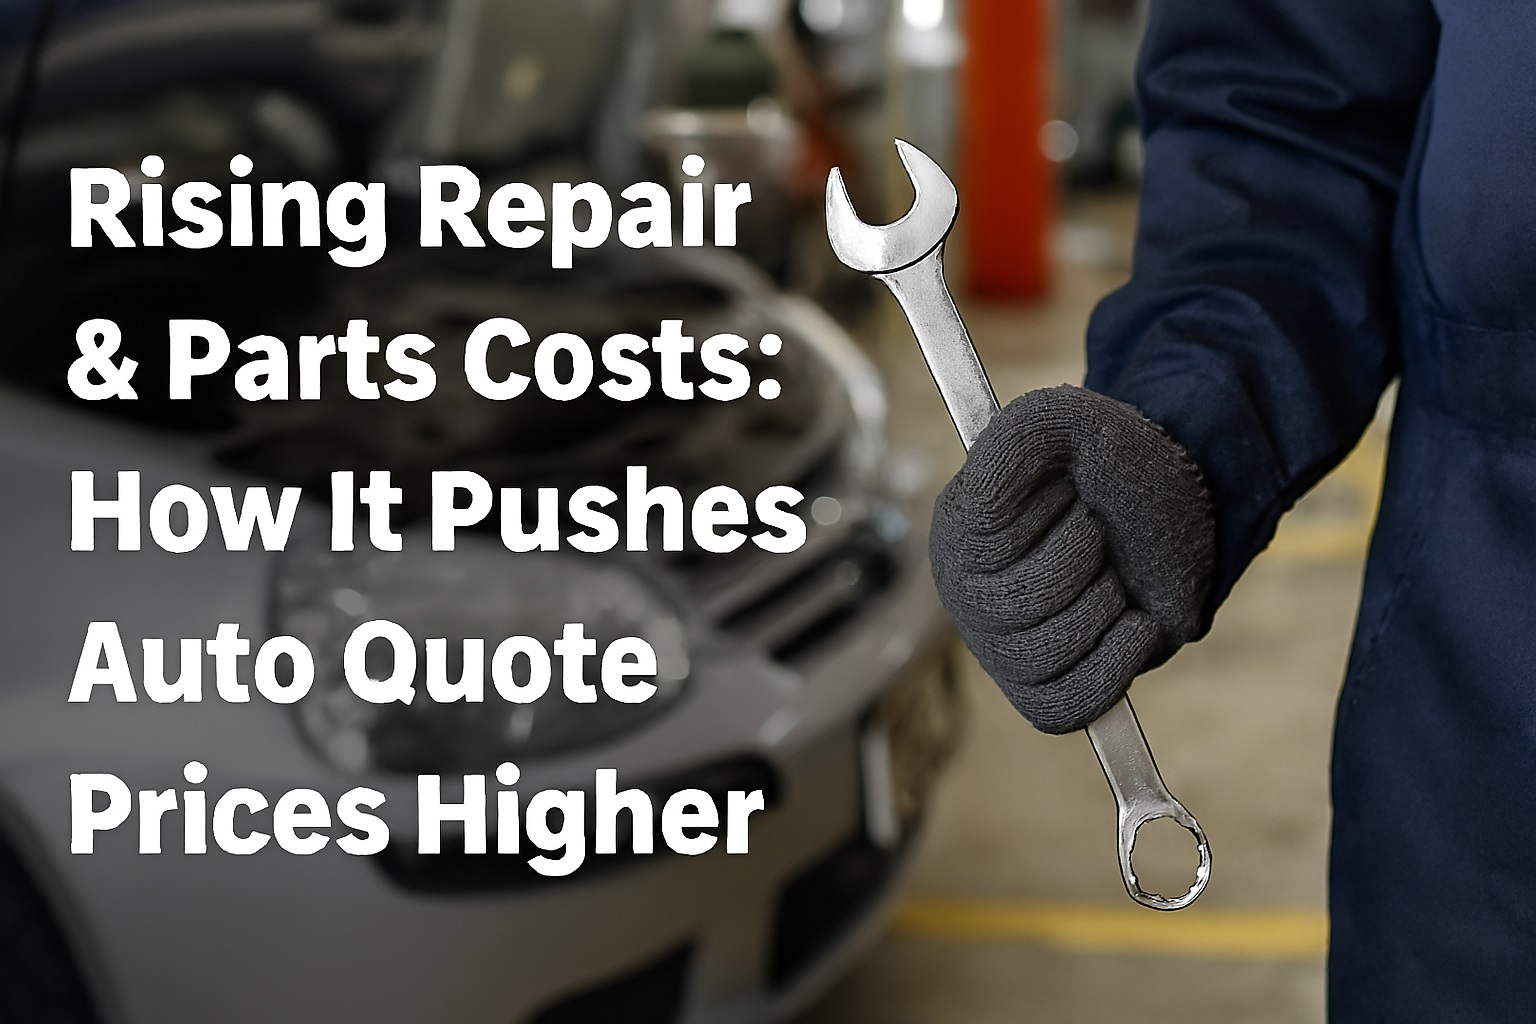 Rising Repair
& Parts Costs:
How It Pushes
Auto Quote
Prices Higher